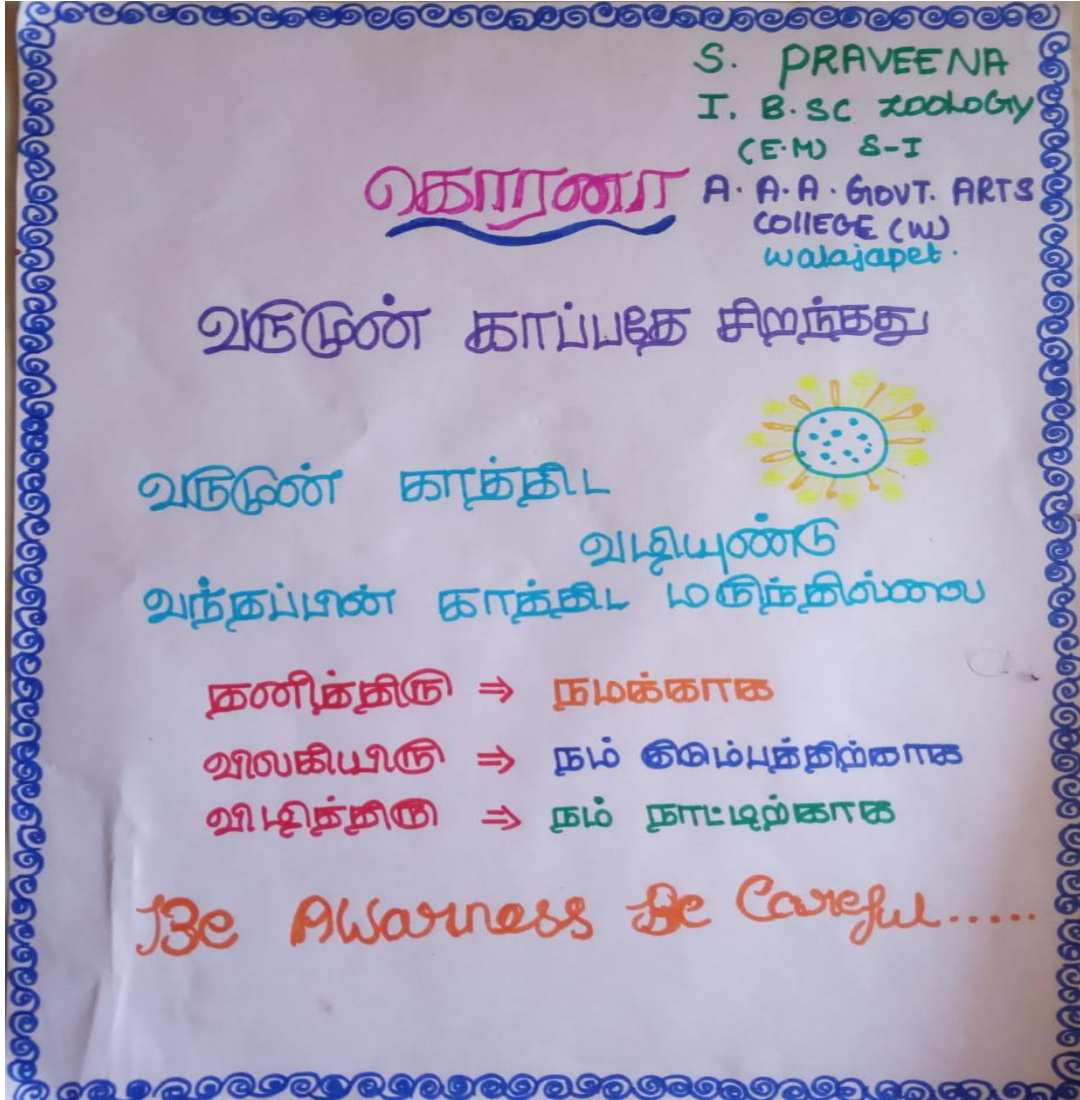 S. PRAVEENA
I. B.SC ZOOLOGY
(E.M) S-I
A.A.A. GOVT. ARTS
COllEGE (W)
walajapet.
கொரனா
வருமுன் காப்பதே சிறந்தது
வருமுன் காத்திட
வழியுண்டு
வந்தப்பின் காத்திட மருந்தில்லை
தனித்திரு ⇒ நமக்காக
விலகியிரு ⇒ நம் குடும்பத்திற்காக
விழித்திரு ⇒ நம் நாட்டிற்காக
Be AWarness Be Careful.....